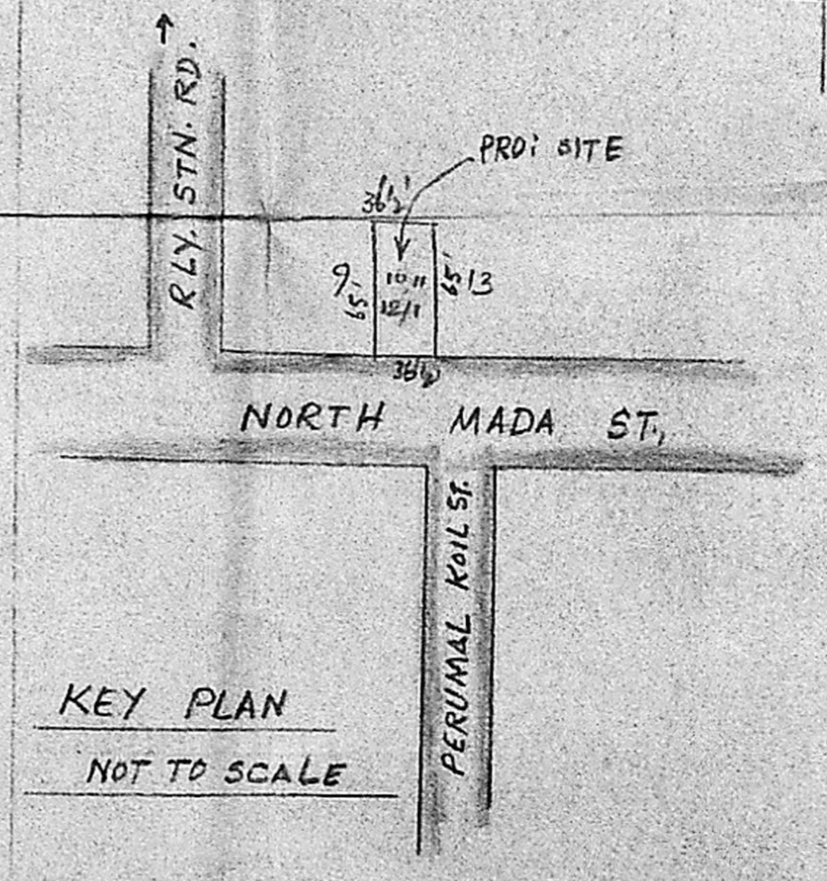 RLY. STN. RD.
PROi SITE
36½'
9
65'
10 11
12/1
65'
13
36½
NORTH MADA ST.,
PERUMAL KOIL ST.
KEY PLAN
NOT TO SCALE